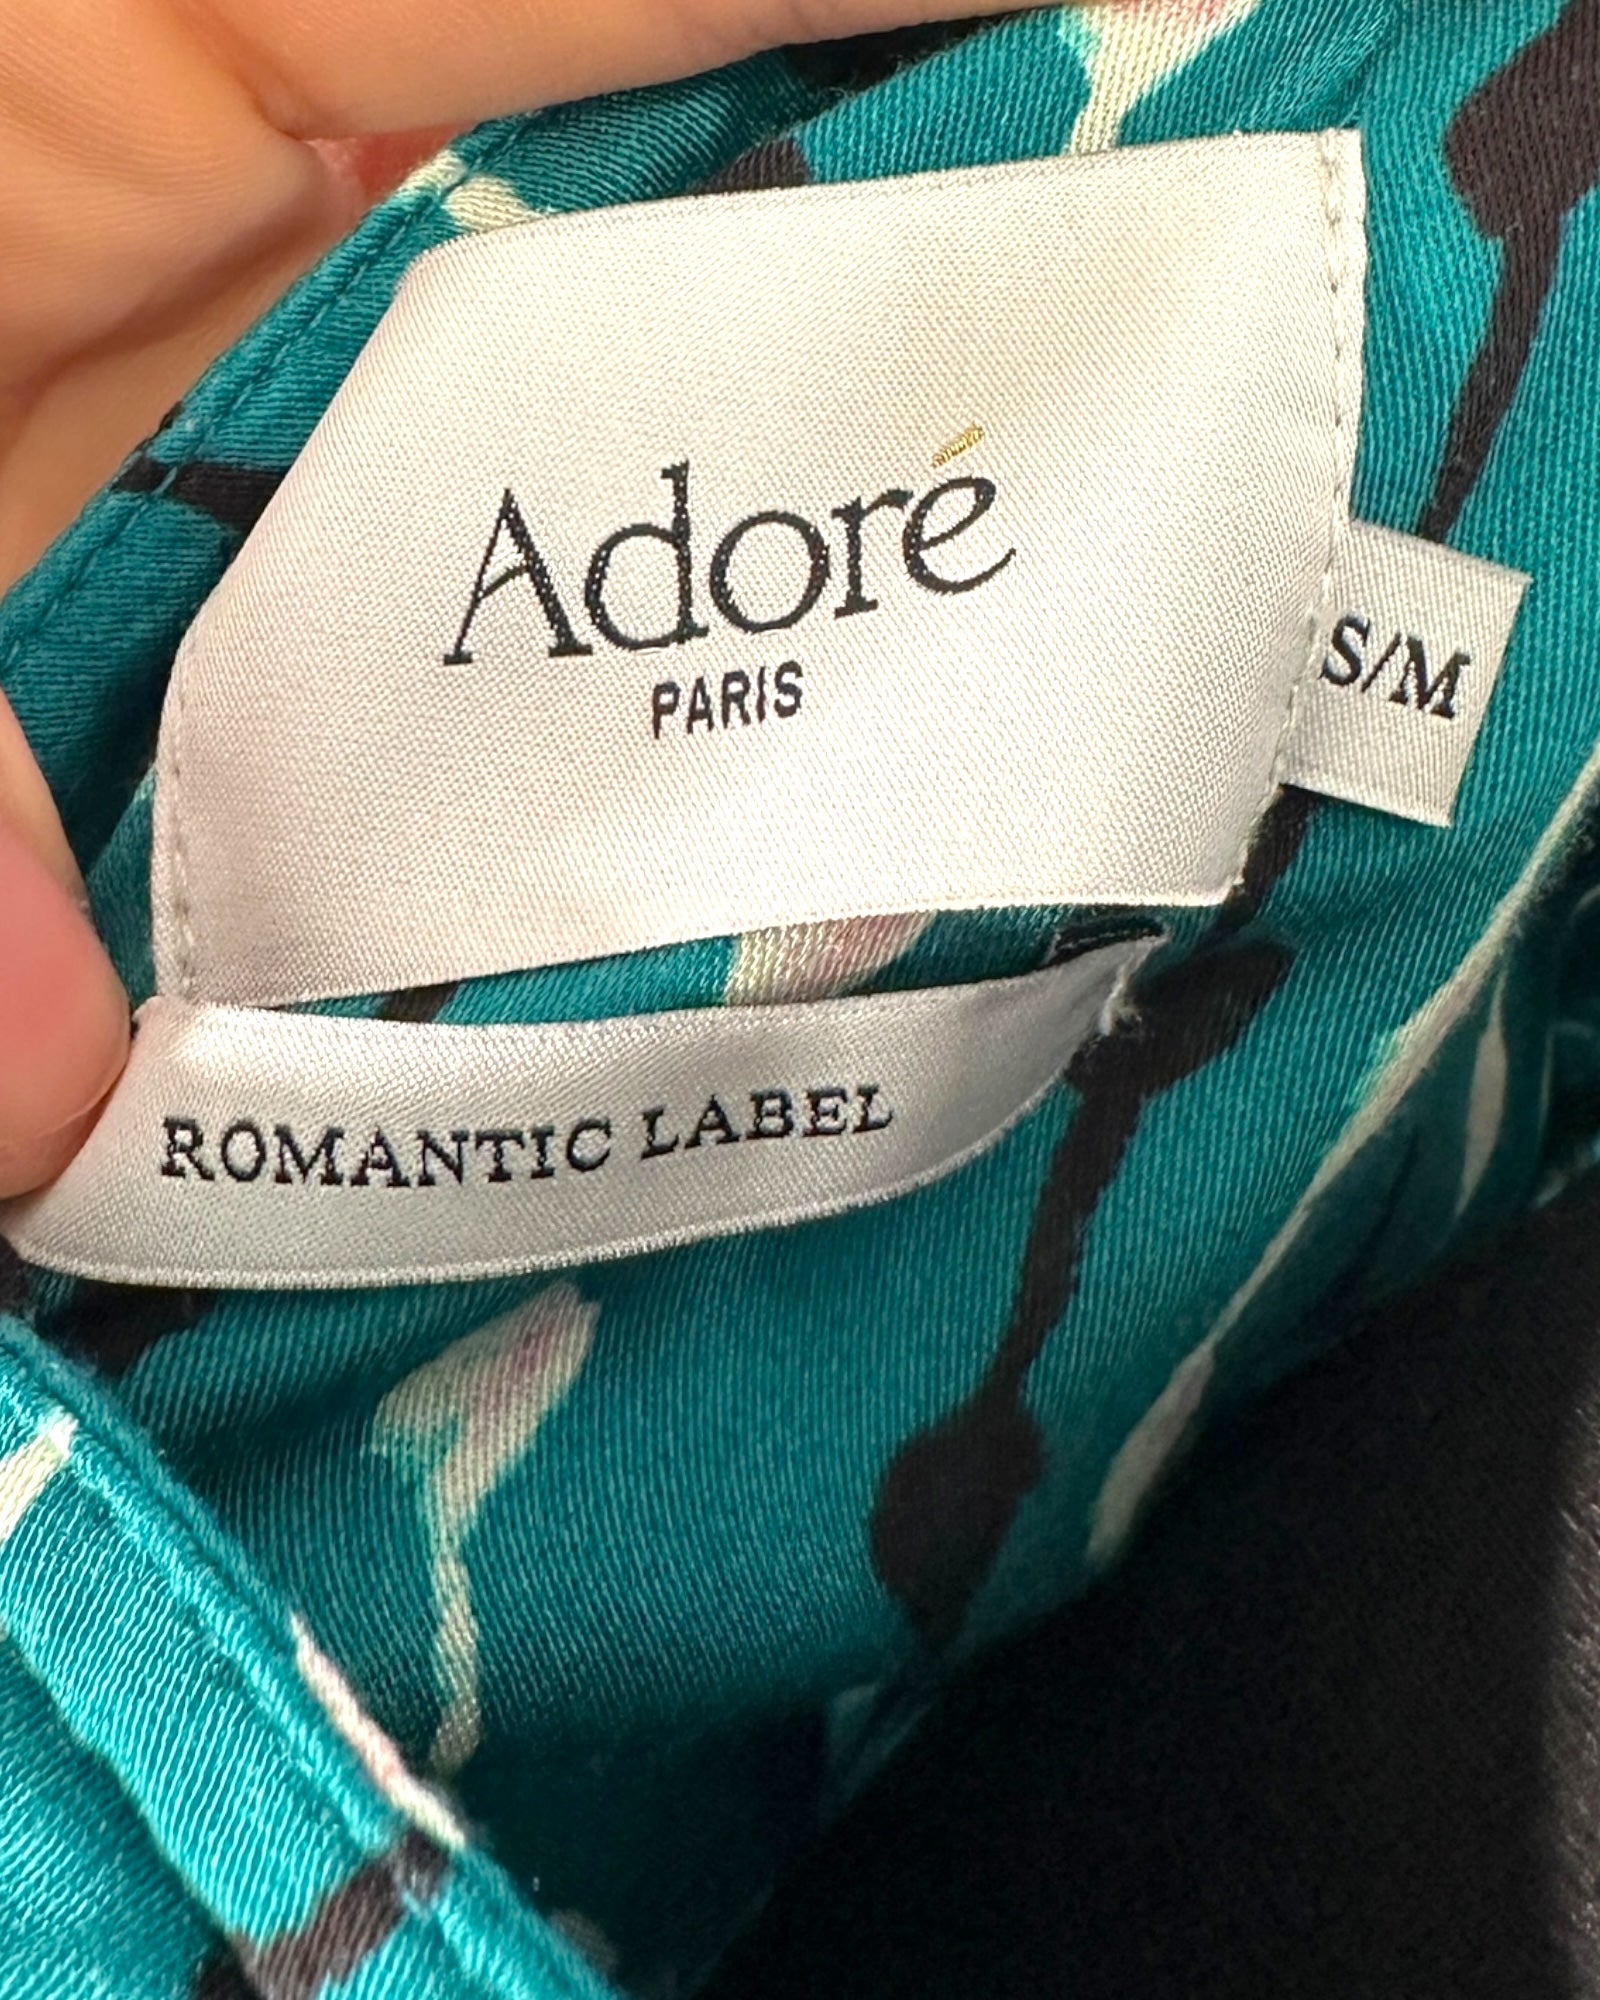 Adoré
PARIS
S/M
ROMANTIC LABEL